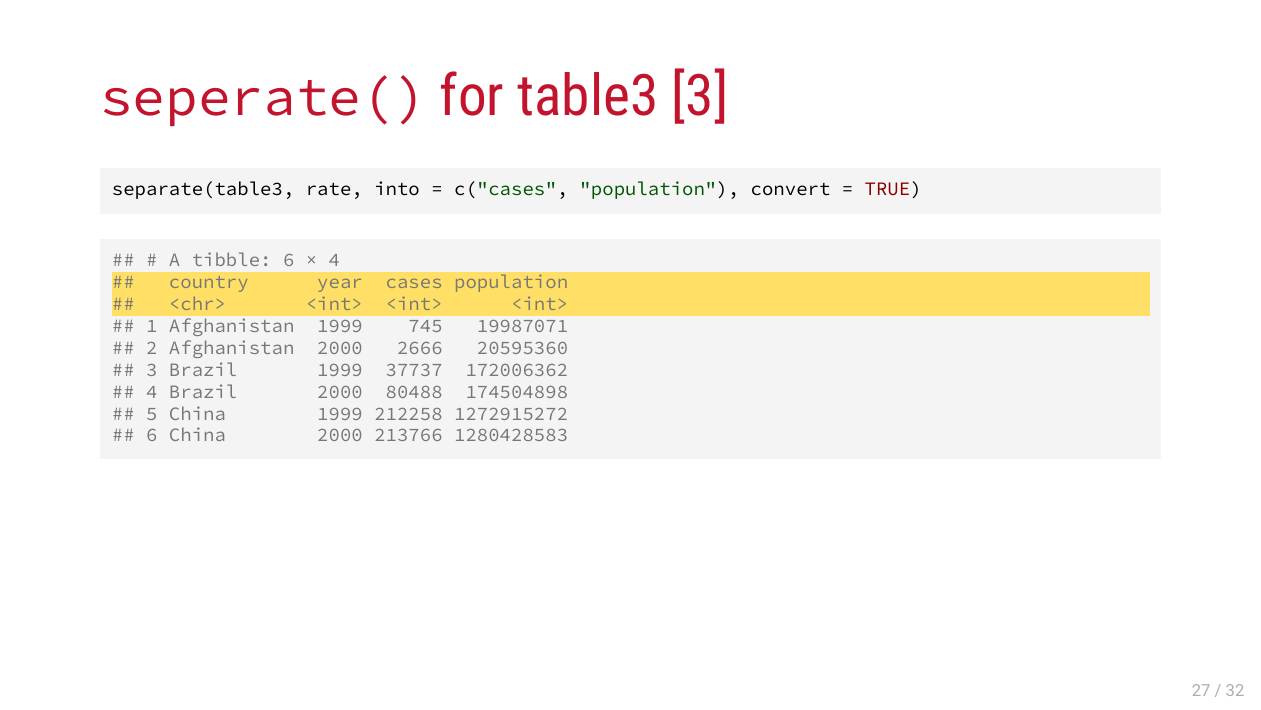 seperate() for table3 [3]
separate(table3, rate, into = c("cases", "population"), convert = TRUE)
## # A tibble: 6 × 4
##   country      year  cases population
##   <chr>       <int>  <int>      <int>
## 1 Afghanistan  1999    745   19987071
## 2 Afghanistan  2000   2666   20595360
## 3 Brazil       1999  37737  172006362
## 4 Brazil       2000  80488  174504898
## 5 China        1999 212258 1272915272
## 6 China        2000 213766 1280428583
27 / 32